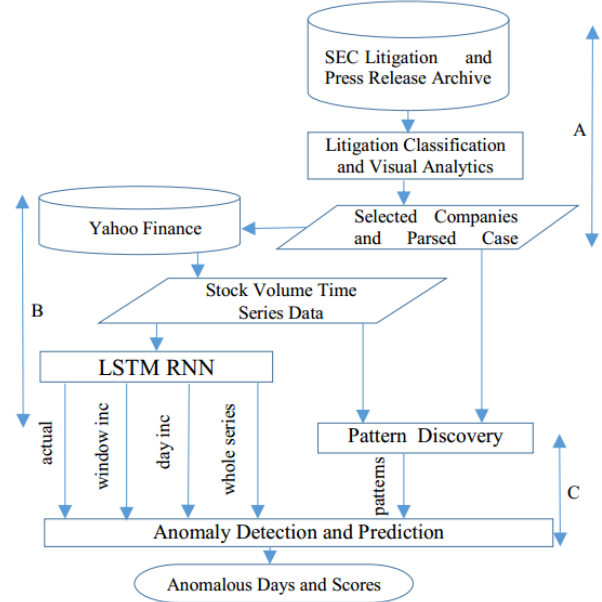 SEC Litigation and
Press Release Archive
A
Litigation Classification
and Visual Analytics
Selected Companies
and Parsed Case
Yahoo Finance
Stock Volume Time
Series Data
B
LSTM RNN
actual
window inc
day inc
whole series
Pattern Discovery
patterns
C
Anomaly Detection and Prediction
Anomalous Days and Scores